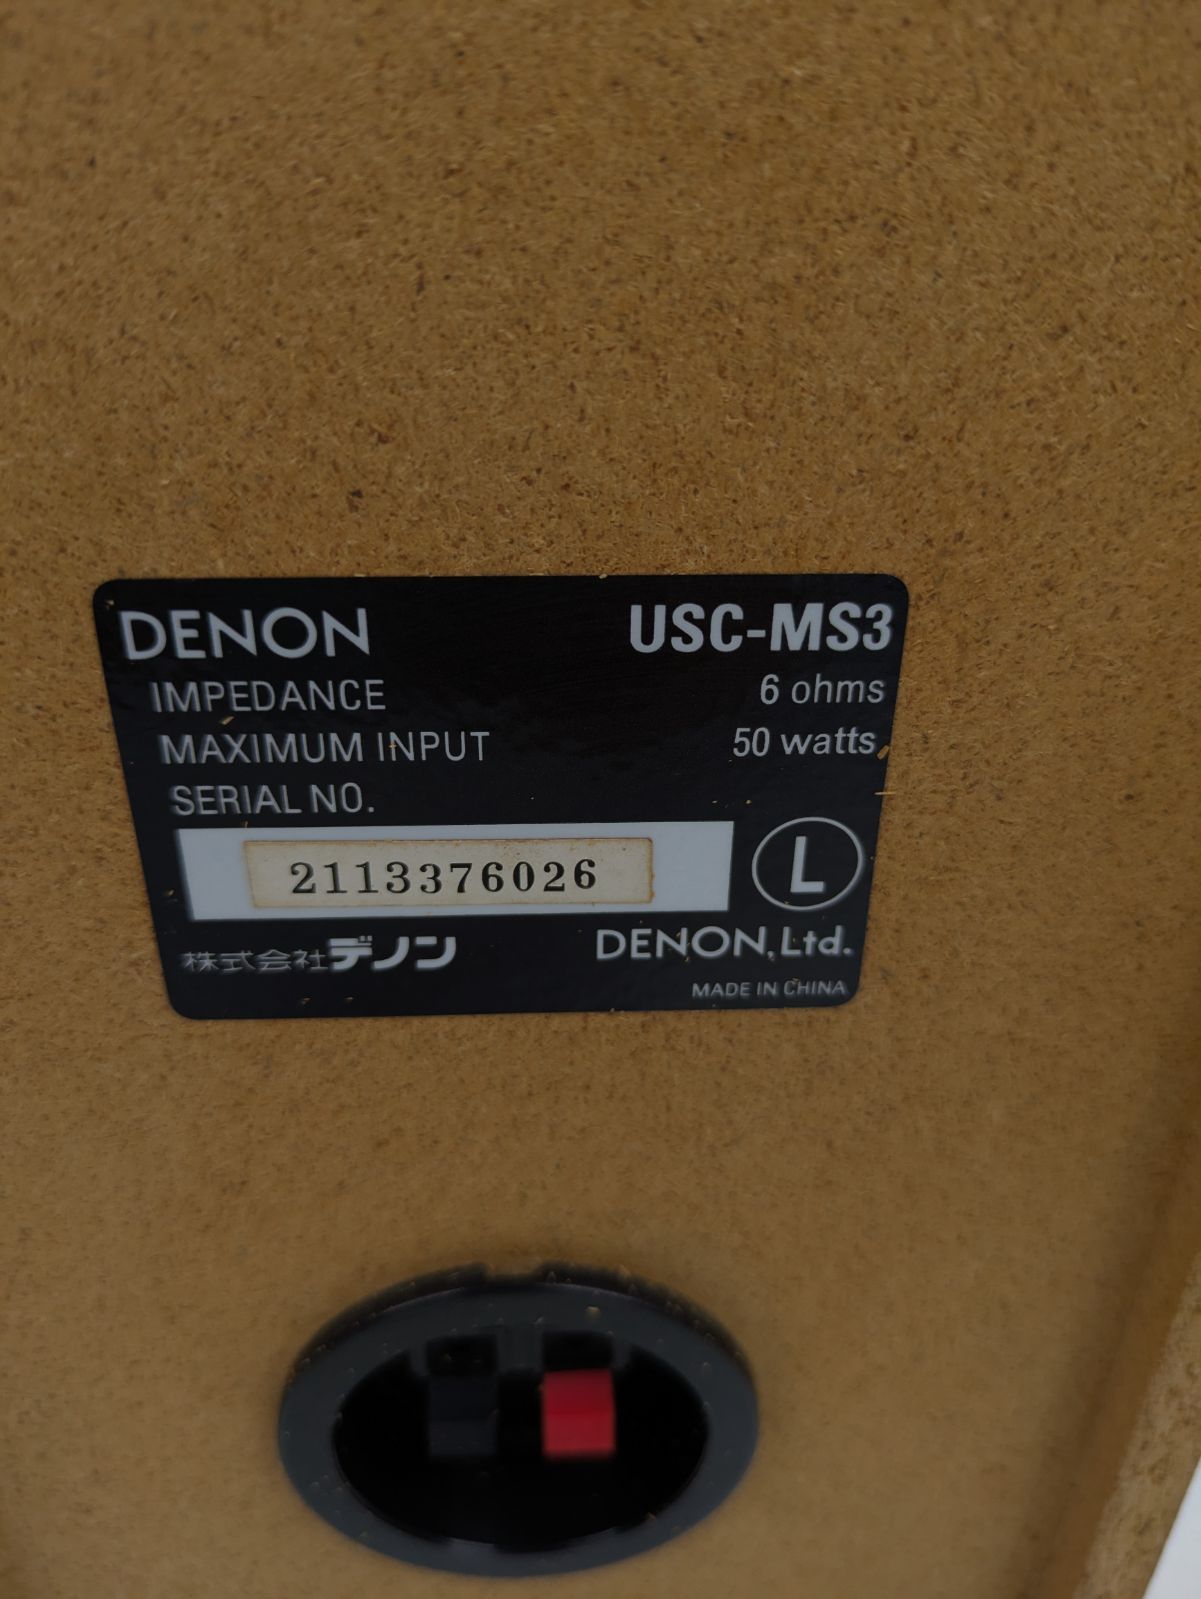 DENON USC-MS3
IMPEDANCE 6 ohms
MAXIMUM INPUT 50 watts
SERIAL NO.
2113376026 L
株式会社デノン DENON, Ltd.
MADE IN CHINA